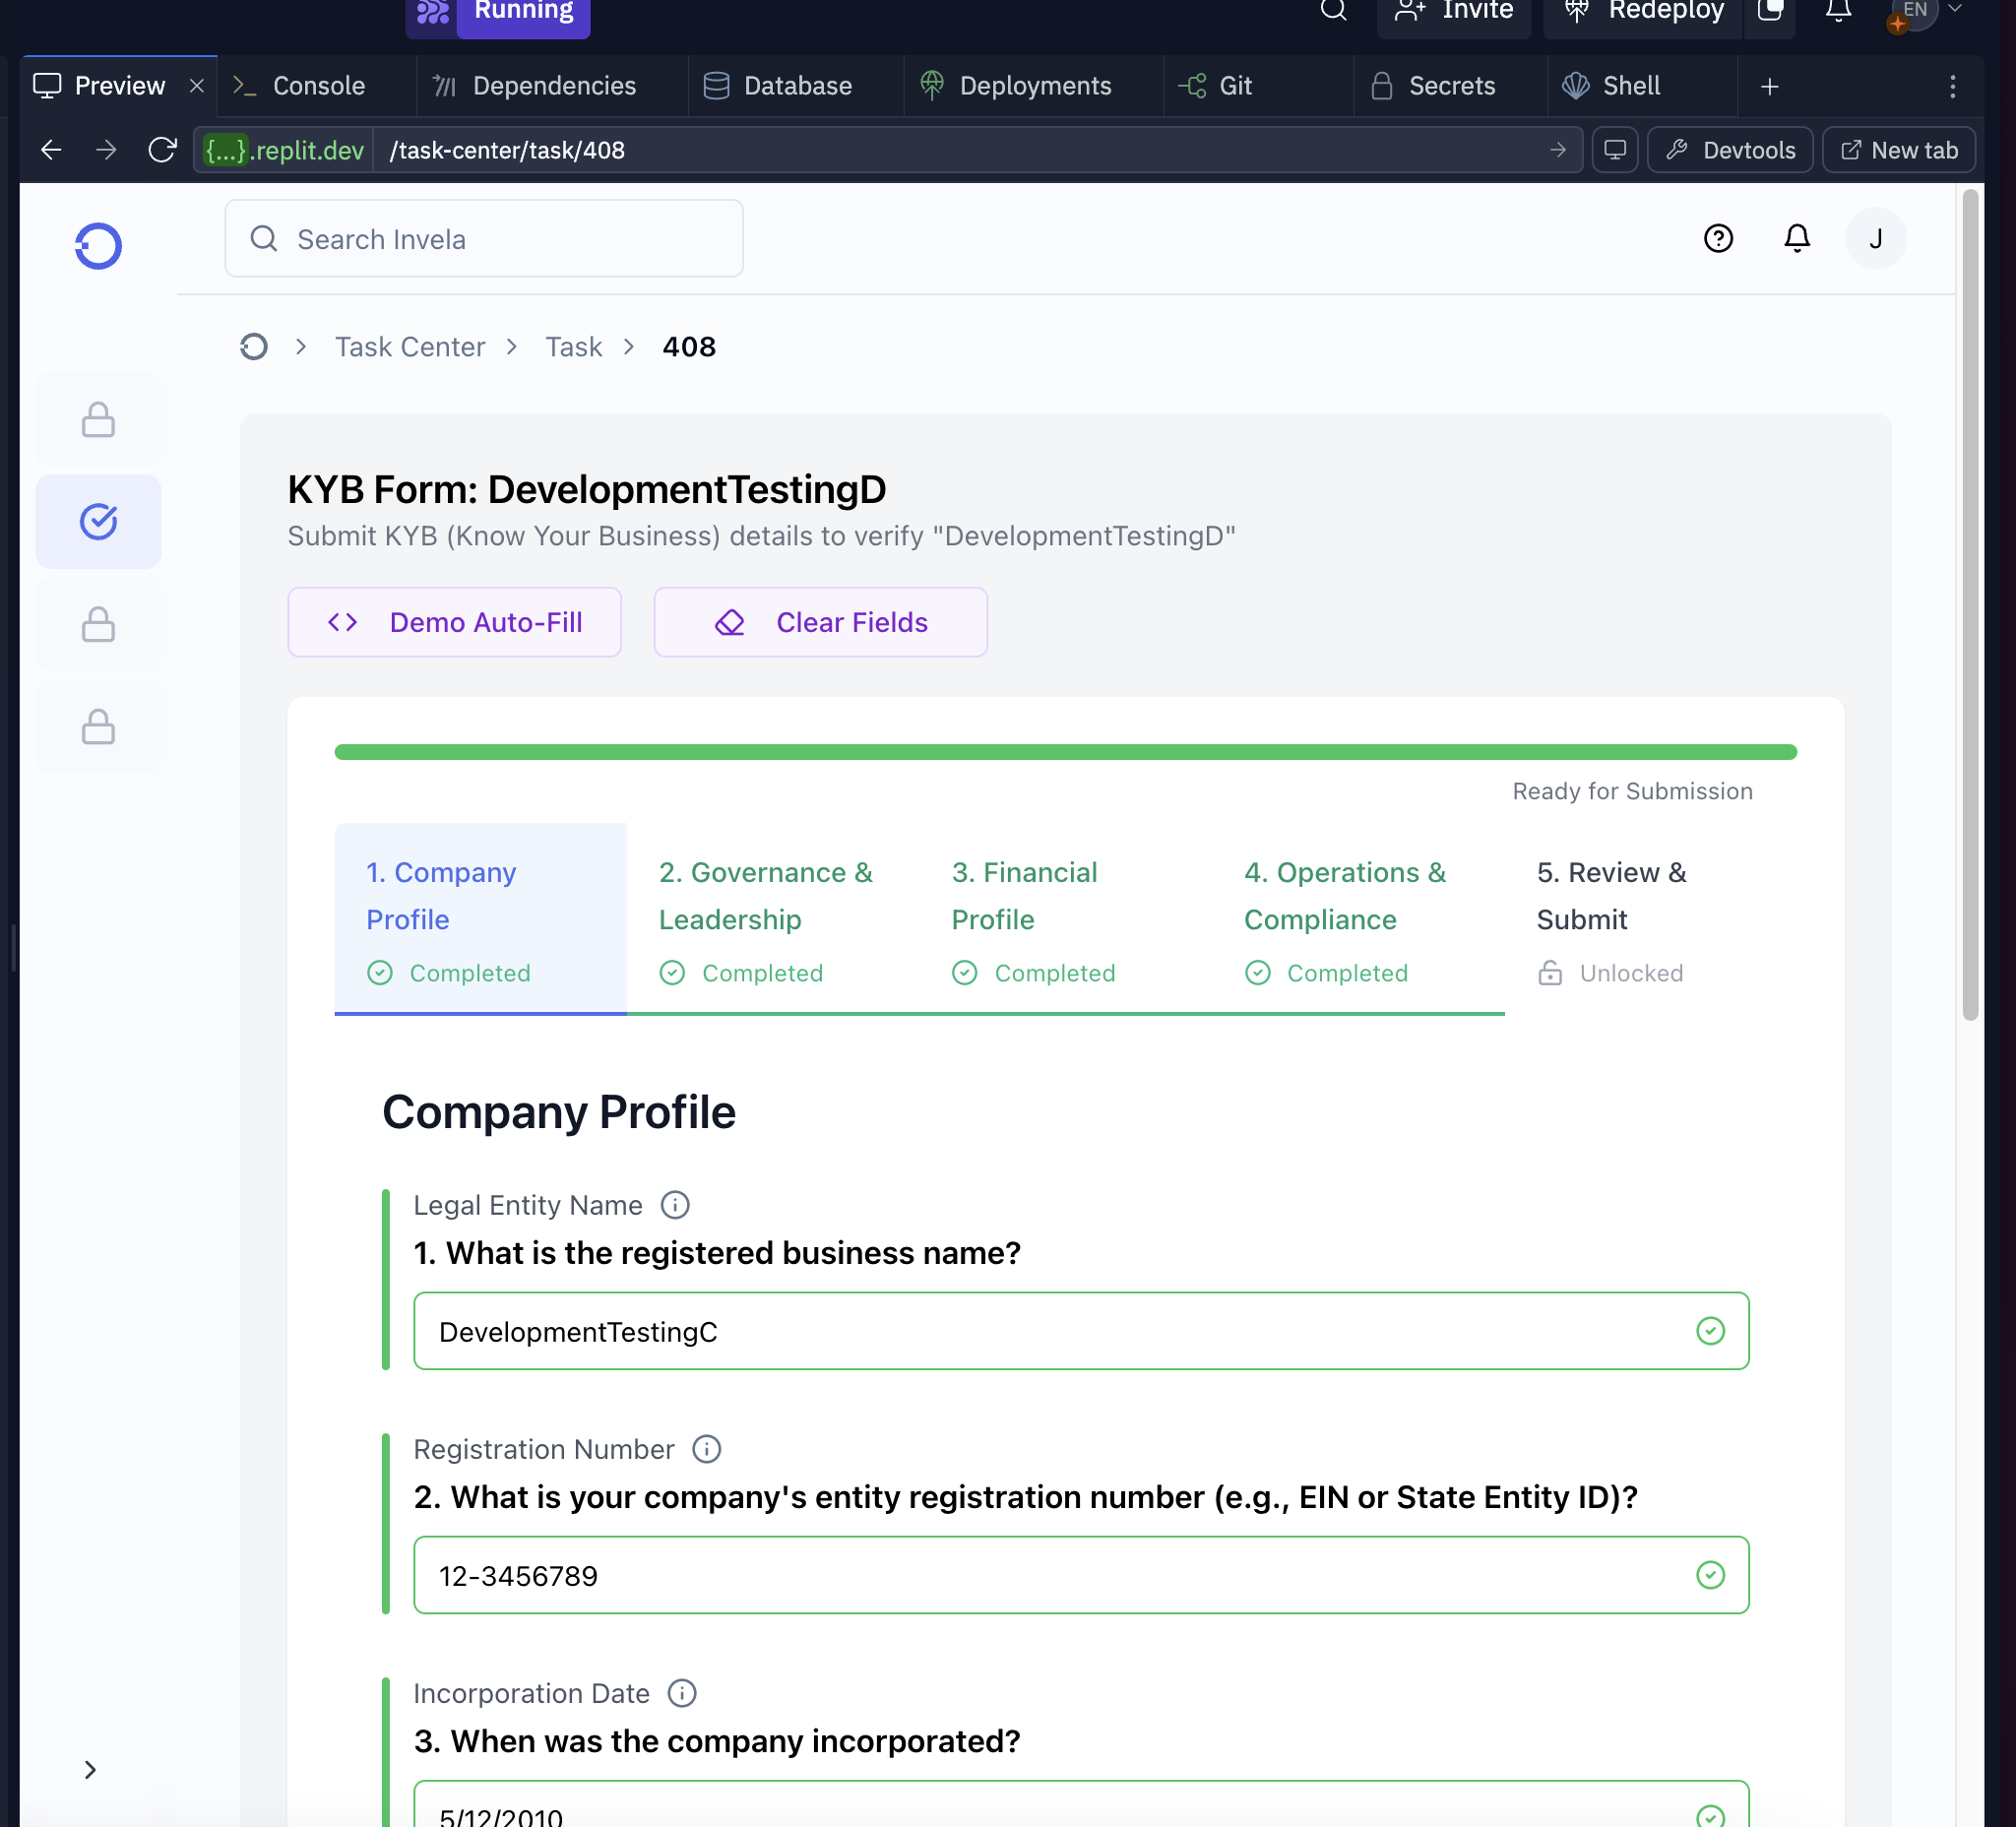 Running
Invite
Redeploy
EN
Preview
Console
Dependencies
Database
Deployments
Git
Secrets
Shell
{...}.replit.dev
/task-center/task/408
Devtools
New tab
Search Invela
J
Task Center
Task
408
KYB Form: DevelopmentTestingD
Submit KYB (Know Your Business) details to verify "DevelopmentTestingD"
Demo Auto-Fill
Clear Fields
Ready for Submission
1. Company
Profile
Completed
2. Governance &
Leadership
Completed
3. Financial
Profile
Completed
4. Operations &
Compliance
Completed
5. Review &
Submit
Unlocked
Company Profile
Legal Entity Name
1. What is the registered business name?
DevelopmentTestingC
Registration Number
2. What is your company's entity registration number (e.g., EIN or State Entity ID)?
12-3456789
Incorporation Date
3. When was the company incorporated?
5/12/2010